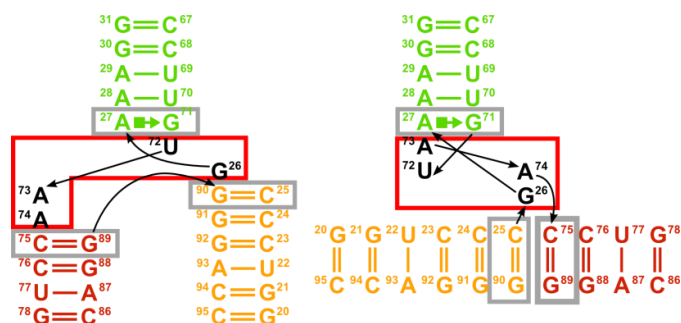 31G C67
30G C68
29A U69
28A U70
27A G71
72U
G26
73A
74A
90G C25
75C G89
91G C24
76C G88
92G C23
77U A87
93A U22
78G C86
94C G21
95C G20
31G C67
30G C68
29A U69
28A U70
27A G71
73A
72U A74
G26
20G 21G 22U 23C 24C 25C C75 C76 U77 G78
95C 94C 93A 92G 91G 90G G89 G88 A87 C86